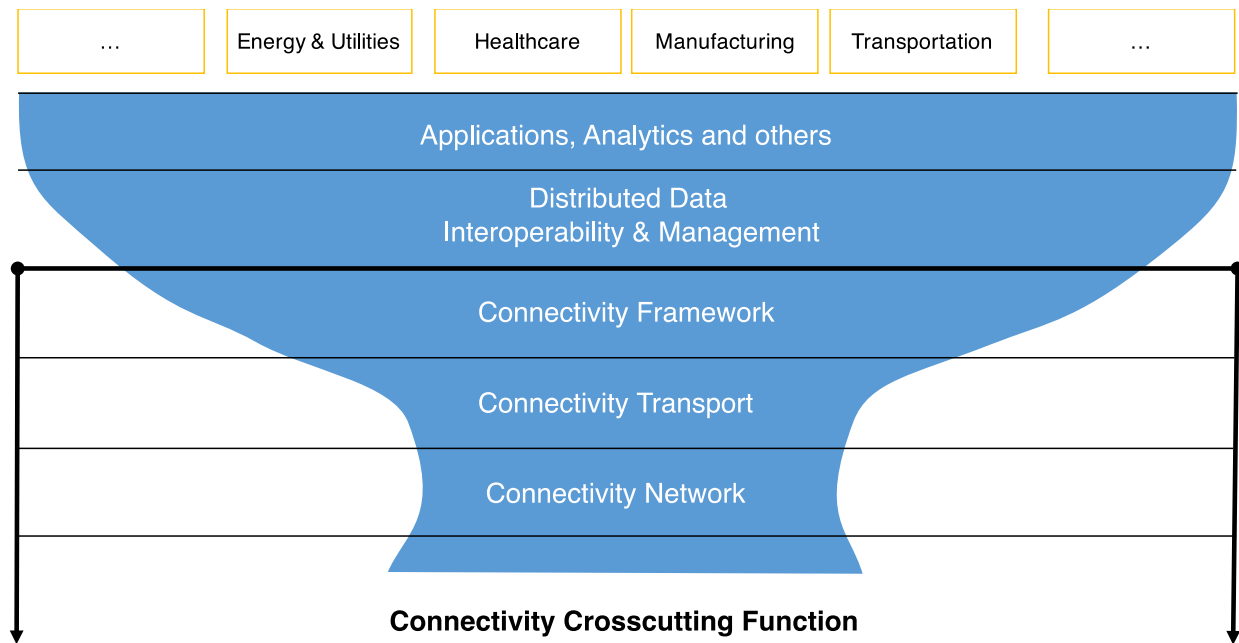 ...
Energy & Utilities
Healthcare
Manufacturing
Transportation
...
Applications, Analytics and others
Distributed Data
Interoperability & Management
Connectivity Framework
Connectivity Transport
Connectivity Network
Connectivity Crosscutting Function